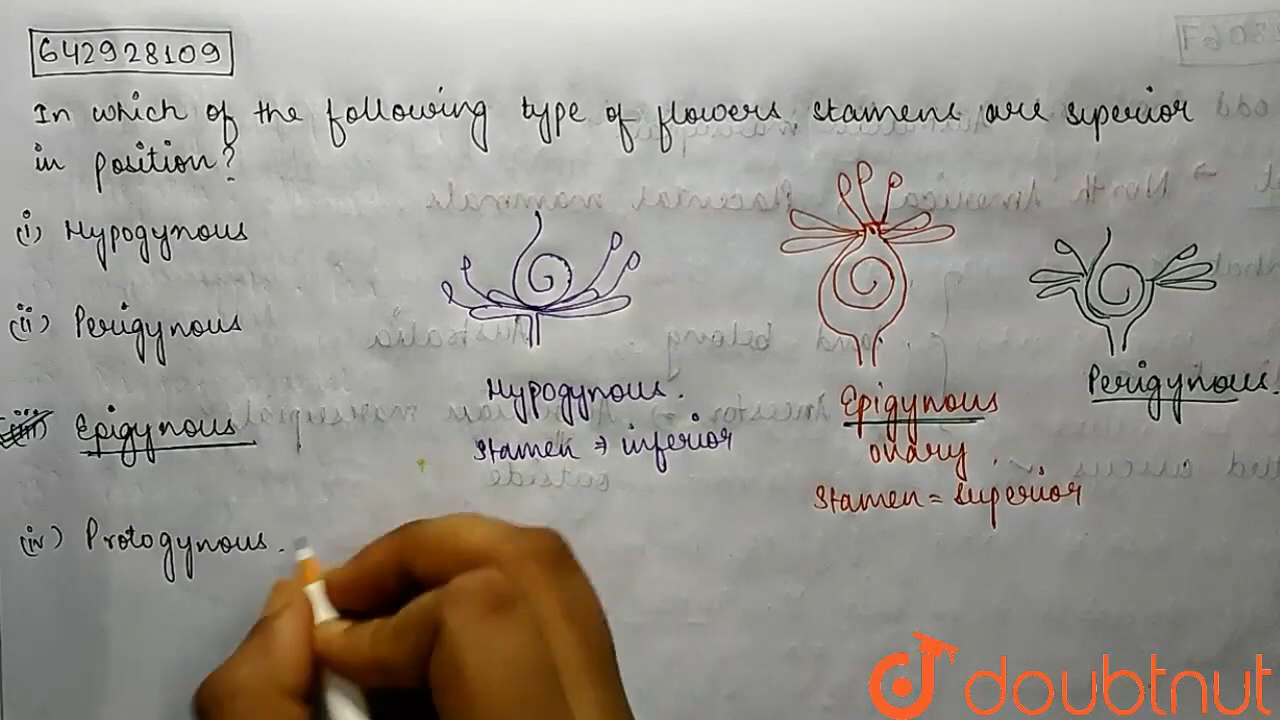 642928109
In which of the following type of flowers stamens are superior
in position?
(i) Hypogynous
(ii) Perigynous
(iii) Epigynous
(iv) Protogynous.
Hypogynous.
Stamen → inferior
Epigynous
ovary
Stamen = superior
Perigynous.
doubtnut